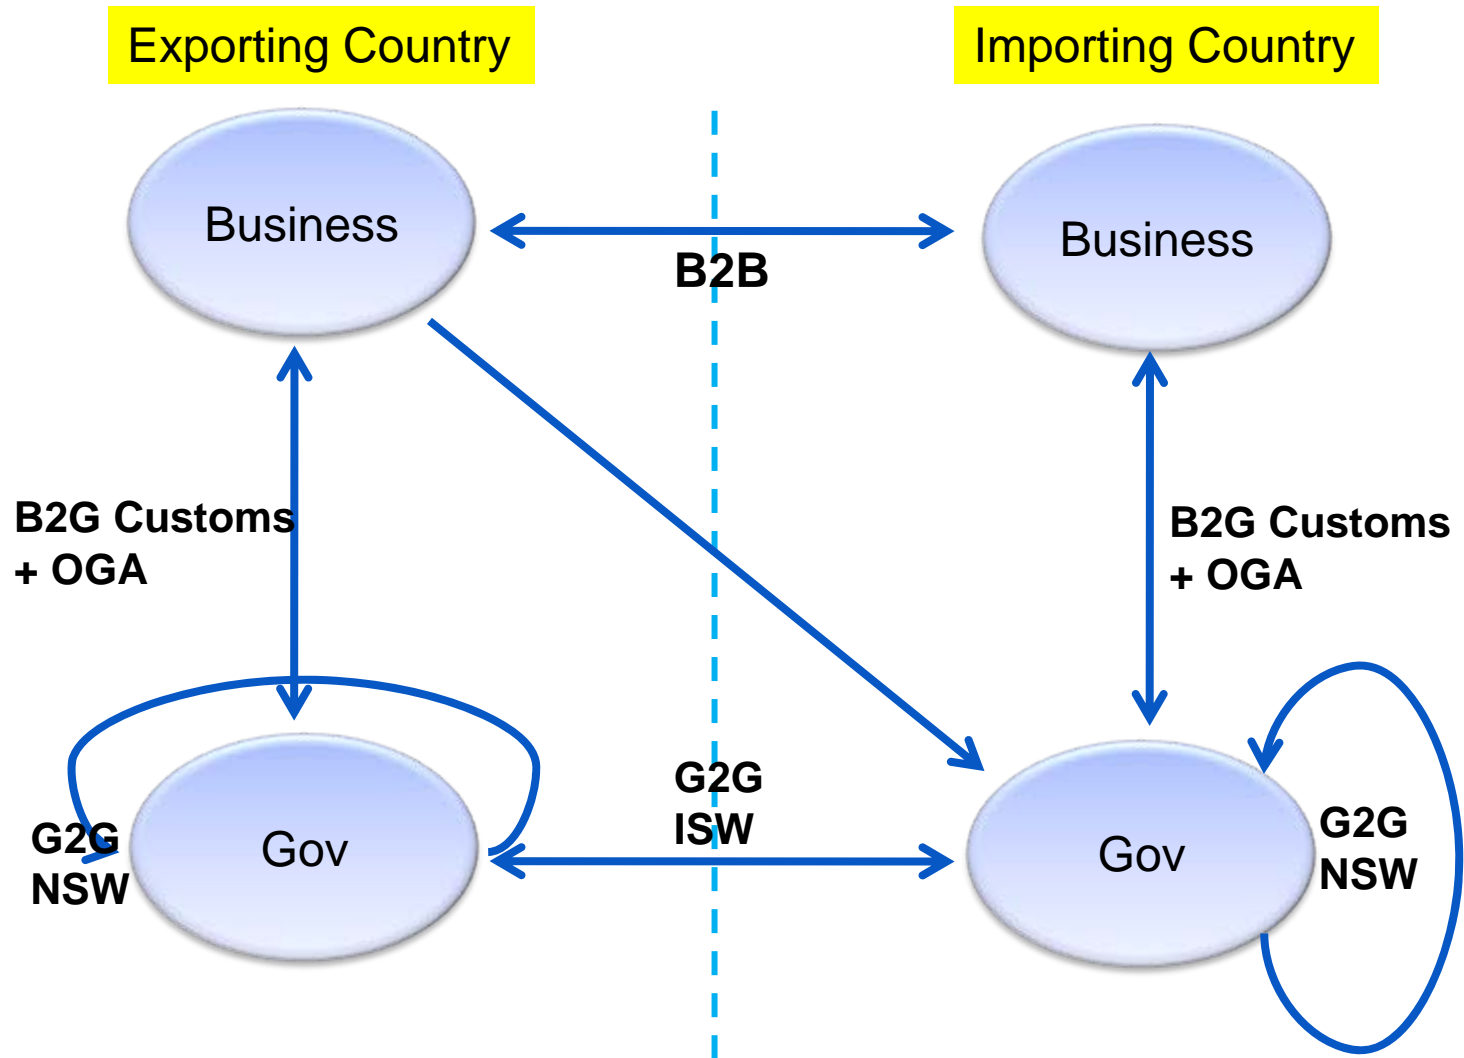 Exporting Country
Importing Country
Business
Business
B2B
B2G Customs
+ OGA
B2G Customs
+ OGA
G2G
ISW
G2G
NSW
Gov
Gov
G2G
NSW